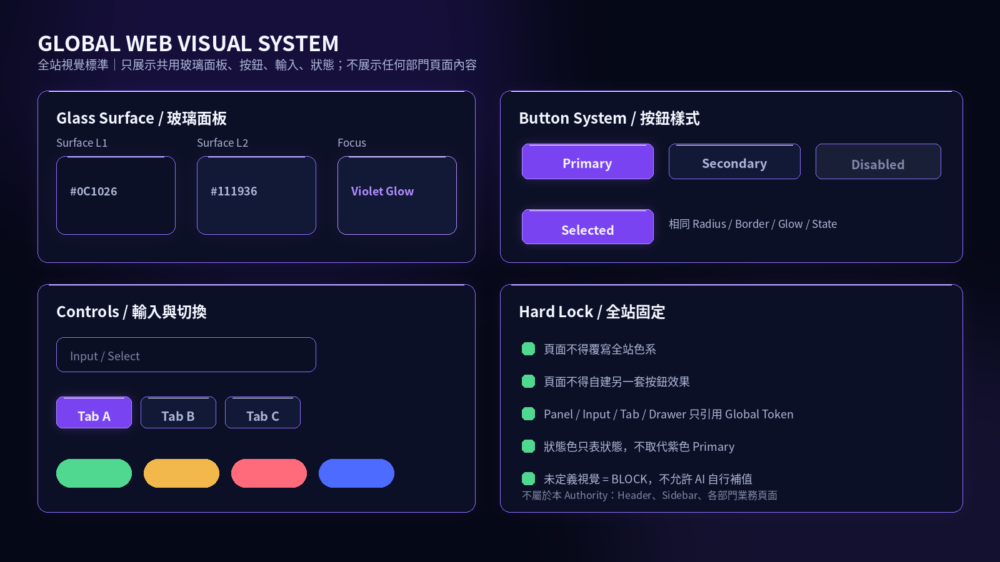 GLOBAL WEB VISUAL SYSTEM
全站視覺標準｜只展示共用玻璃面板、按鈕、輸入、狀態；不展示任何部門頁面內容
Glass Surface / 玻璃面板
Surface L1
Surface L2
Focus
#0C1026
#111936
Violet Glow
Button System / 按鈕樣式
Primary
Secondary
Disabled
Selected
相同 Radius / Border / Glow / State
Controls / 輸入與切換
Input / Select
Tab A
Tab B
Tab C
Hard Lock / 全站固定
頁面不得覆寫全站色系
頁面不得自建另一套按鈕效果
Panel / Input / Tab / Drawer 只引用 Global Token
狀態色只表狀態，不取代紫色 Primary
未定義視覺 = BLOCK，不允許 AI 自行補值
不屬於本 Authority：Header、Sidebar、各部門業務頁面